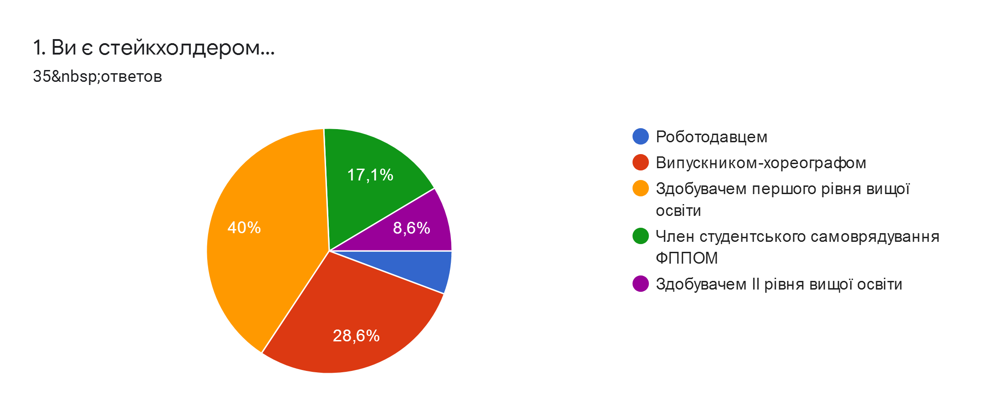 1. Ви є стейкхолдером...
35&nbsp;ответов
17,1%
8,6%
40%
28,6%
Роботодавцем
Випускником-хореографом
Здобувачем першого рівня вищої
освіти
Член студентського самоврядування
ФППОМ
Здобувачем ІІ рівня вищої освіти